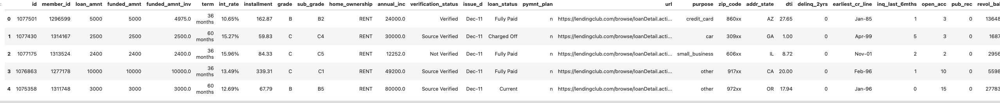 id member_id loan_amnt funded_amnt funded_amnt_inv term int_rate installment grade sub_grade home_ownership annual_inc verification_status issue_d loan_status pymnt_plan url purpose zip_code addr_state dti delinq_2yrs earliest_cr_line inq_last_6mths open_acc pub_rec revol_bal
0 1077501 1296599 5000 5000 4975.0 36 months 10.65% 162.87 B B2 RENT 24000.0 Verified Dec-11 Fully Paid n https://lendingclub.com/browse/loanDetail.acti... credit_card 860xx AZ 27.65 0 Jan-85 1 3 0 13648
1 1077430 1314167 2500 2500 2500.0 60 months 15.27% 59.83 C C4 RENT 30000.0 Source Verified Dec-11 Charged Off n https://lendingclub.com/browse/loanDetail.acti... car 309xx GA 1.00 0 Apr-99 5 3 0 1687
2 1077175 1313524 2400 2400 2400.0 36 months 15.96% 84.33 C C5 RENT 12252.0 Not Verified Dec-11 Fully Paid n https://lendingclub.com/browse/loanDetail.acti... small_business 606xx IL 8.72 0 Nov-01 2 2 0 2956
3 1076863 1277178 10000 10000 10000.0 36 months 13.49% 339.31 C C1 RENT 49200.0 Source Verified Dec-11 Fully Paid n https://lendingclub.com/browse/loanDetail.acti... other 917xx CA 20.00 0 Feb-96 1 10 0 5598
4 1075358 1311748 3000 3000 3000.0 60 months 12.69% 67.79 B B5 RENT 80000.0 Source Verified Dec-11 Current n https://lendingclub.com/browse/loanDetail.acti... other 972xx OR 17.94 0 Jan-96 0 15 0 27783